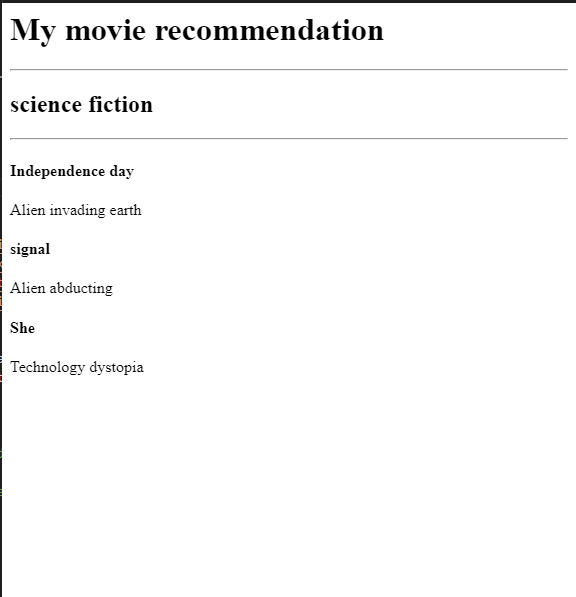 My movie recommendation
science fiction
Independence day
Alien invading earth
signal
Alien abducting
She
Technology dystopia